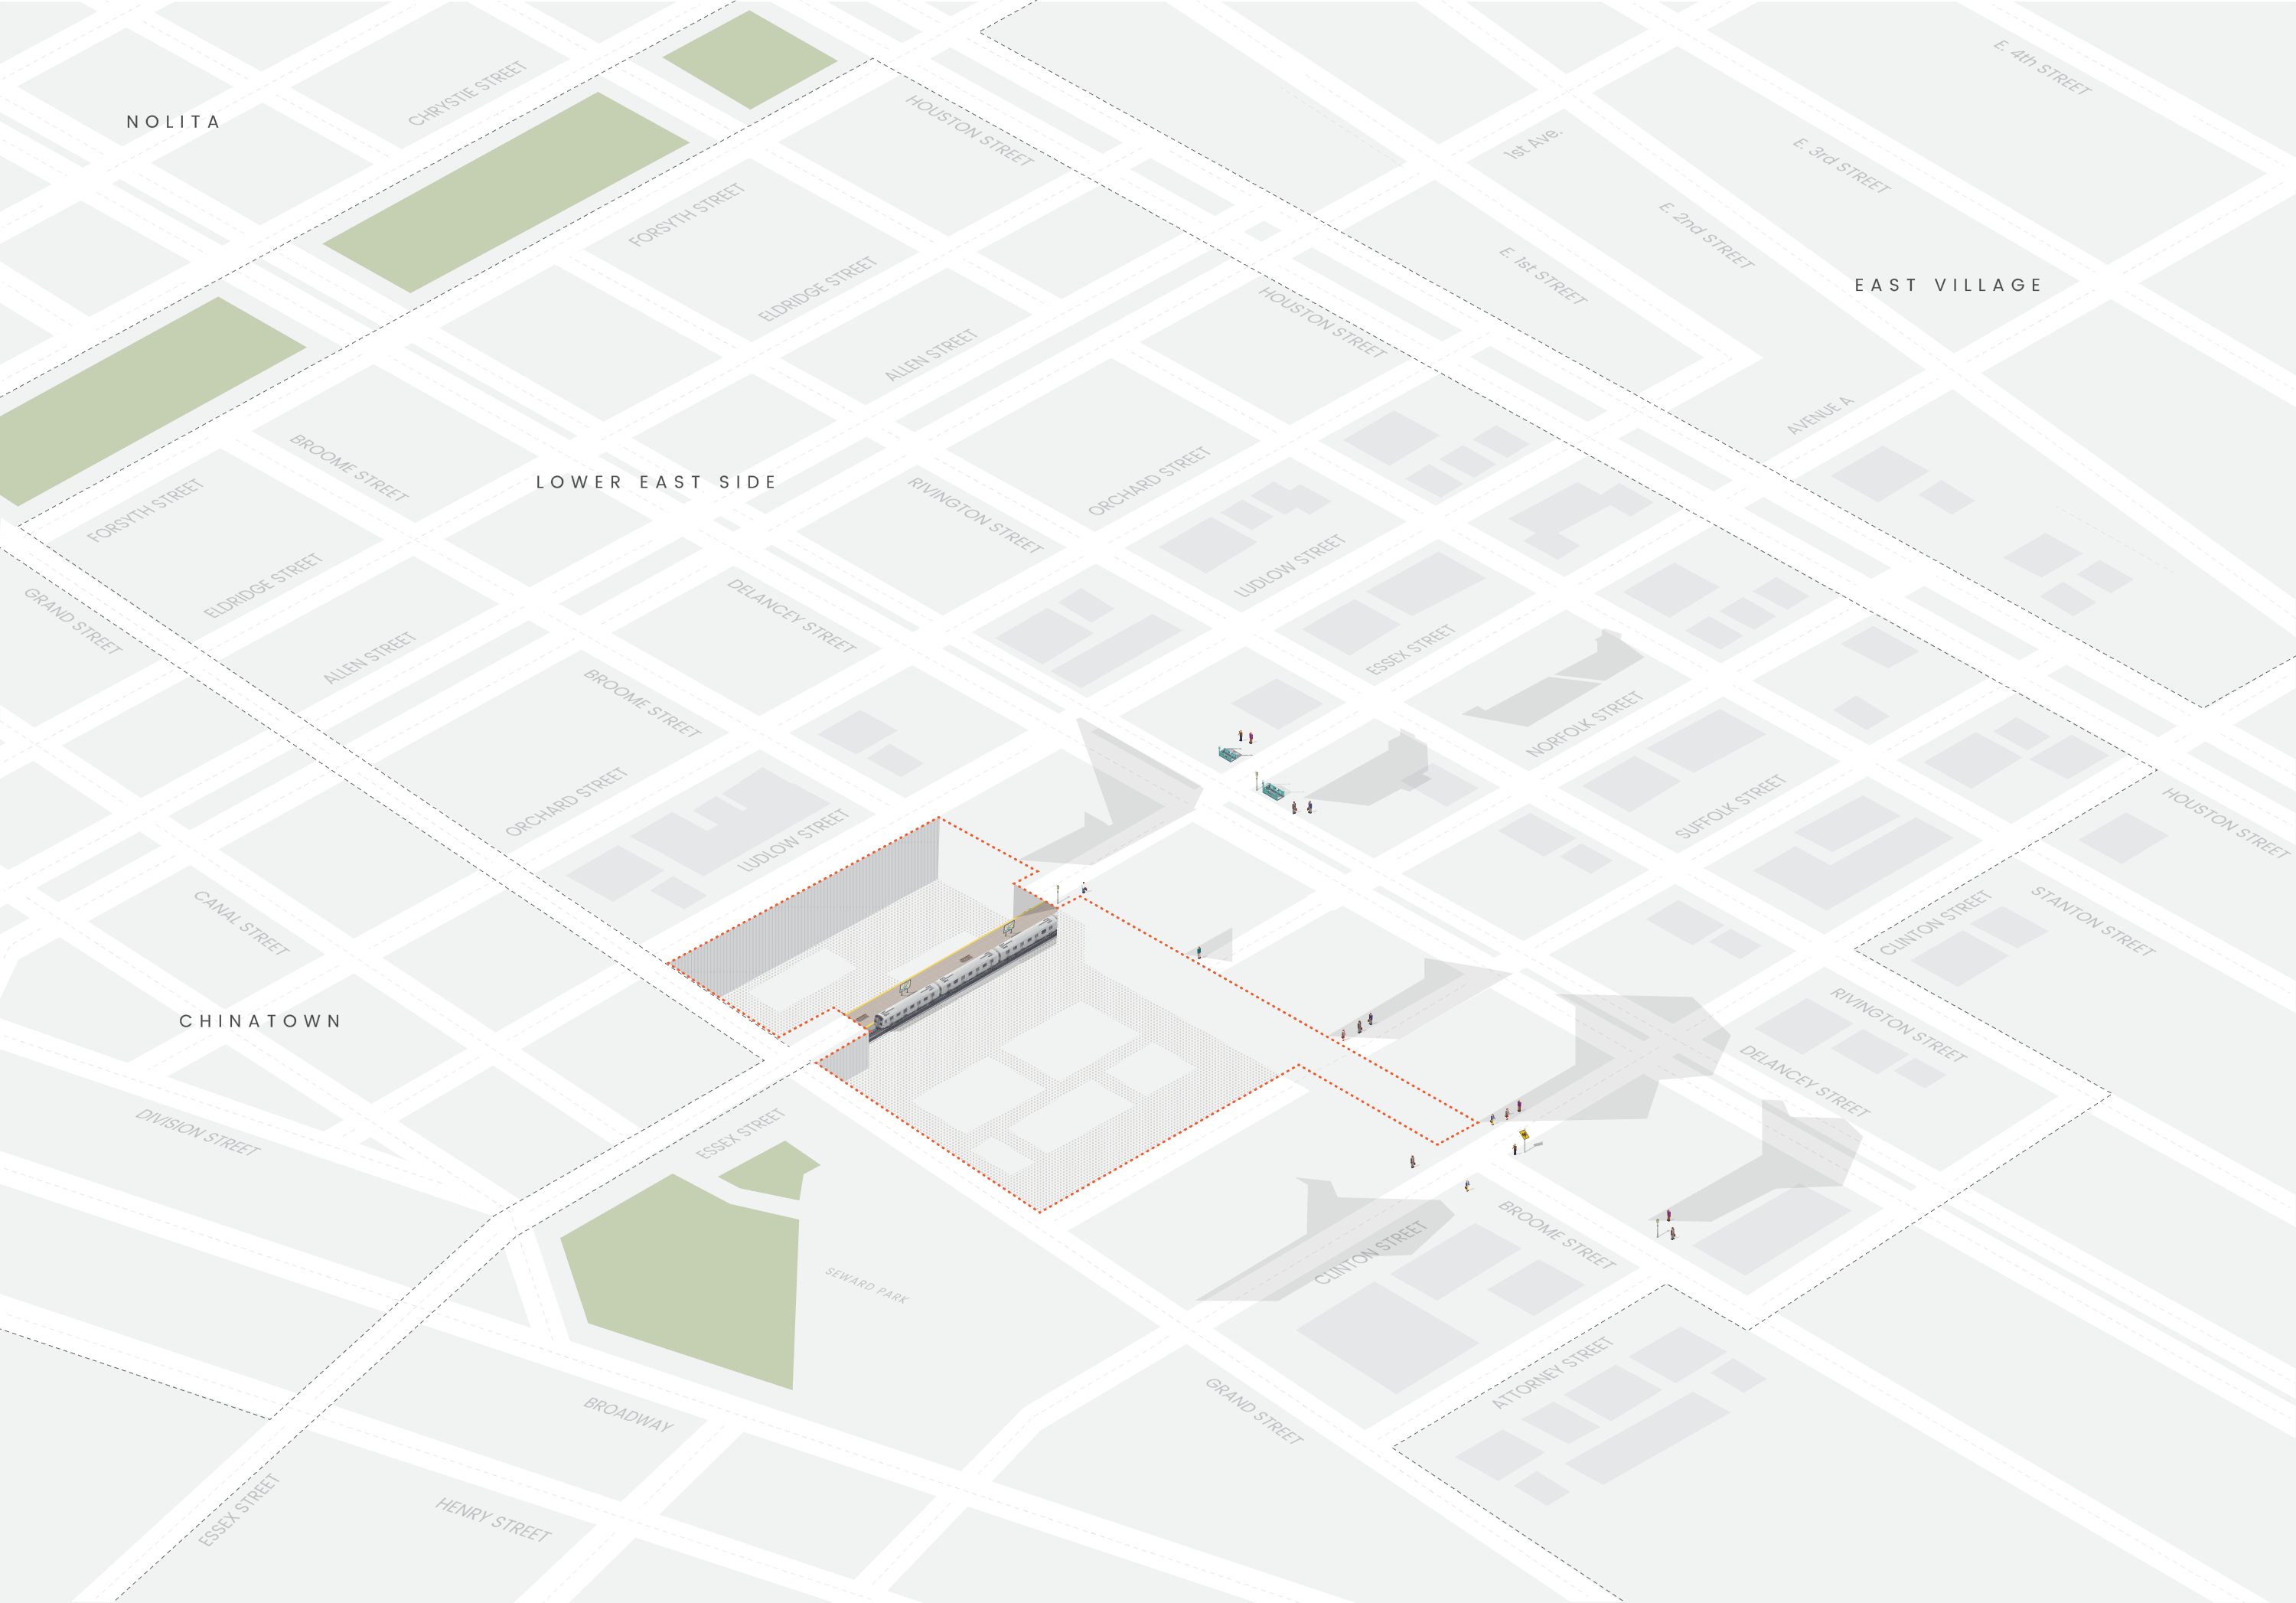 E. 4th STREET
CHRYSTIE STREET
NOLITA
HOUSTON STREET
1st Ave.
E. 3rd STREET
FORSYTH STREET
E. 2nd STREET
E. 1st STREET
EAST VILLAGE
ELDRIDGE STREET
HOUSTON STREET
ALLEN STREET
AVENUE A
BROOME STREET
LOWER EAST SIDE
ORCHARD STREET
FORSYTH STREET
RIVINGTON STREET
LUDLOW STREET
ELDRIDGE STREET
GRAND STREET
DELANCEY STREET
ESSEX STREET
ALLEN STREET
BROOME STREET
NORFOLK STREET
ORCHARD STREET
SUFFOLK STREET
HOUSTON STREET
LUDLOW STREET
CANAL STREET
CLINTON STREET
STANTON STREET
CHINATOWN
RIVINGTON STREET
DELANCEY STREET
DIVISION STREET
ESSEX STREET
BROOME STREET
CLINTON STREET
SEWARD PARK
ATTORNEY STREET
BROADWAY
GRAND STREET
ESSEX STREET
HENRY STREET